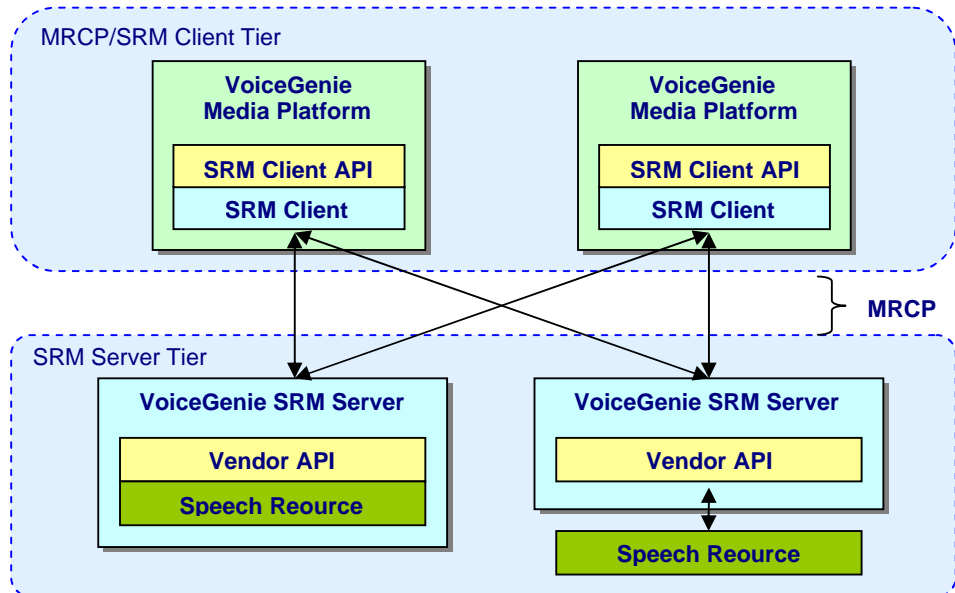 MRCP/SRM Client Tier
VoiceGenie
Media Platform
SRM Client API
SRM Client
VoiceGenie
Media Platform
SRM Client API
SRM Client
MRCP
SRM Server Tier
VoiceGenie SRM Server
Vendor API
Speech Reource
VoiceGenie SRM Server
Vendor API
Speech Reource